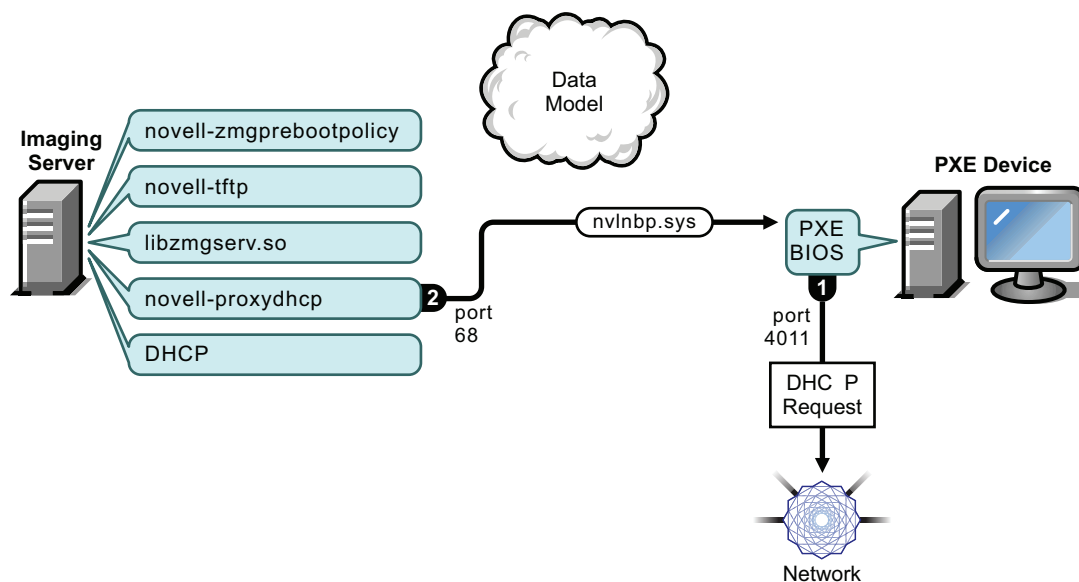 Data
Model
Imaging
Server
novell-zmgprebootpolicy
novell-tftp
libzmgserv.so
novell-proxydhcp
DHCP
2
port
68
nvlnbp.sys
PXE
BIOS
PXE Device
1
port
4011
DHC P
Request
Network